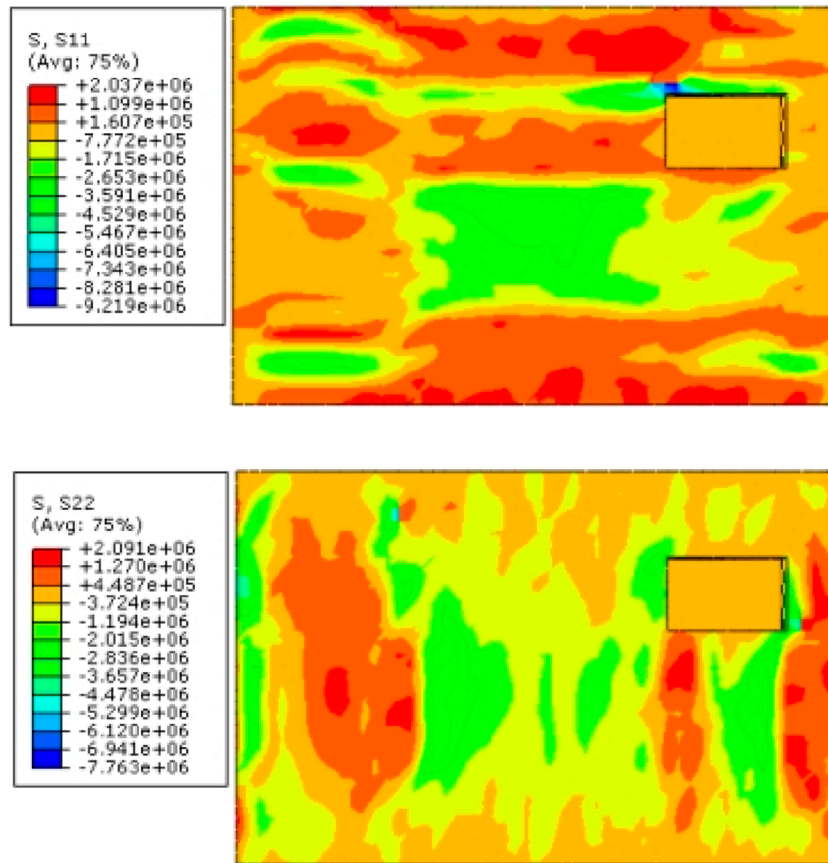 S, S11
(Avg: 75%)
+2.037e+06
+1.099e+06
+1.607e+05
-7.772e+05
-1.715e+06
-2.653e+06
-3.591e+06
-4.529e+06
-5.467e+06
-6.405e+06
-7.343e+06
-8.281e+06
-9.219e+06
S, S22
(Avg: 75%)
+2.091e+06
+1.270e+06
+4.487e+05
-3.724e+05
-1.194e+06
-2.015e+06
-2.836e+06
-3.657e+06
-4.478e+06
-5.299e+06
-6.120e+06
-6.941e+06
-7.763e+06